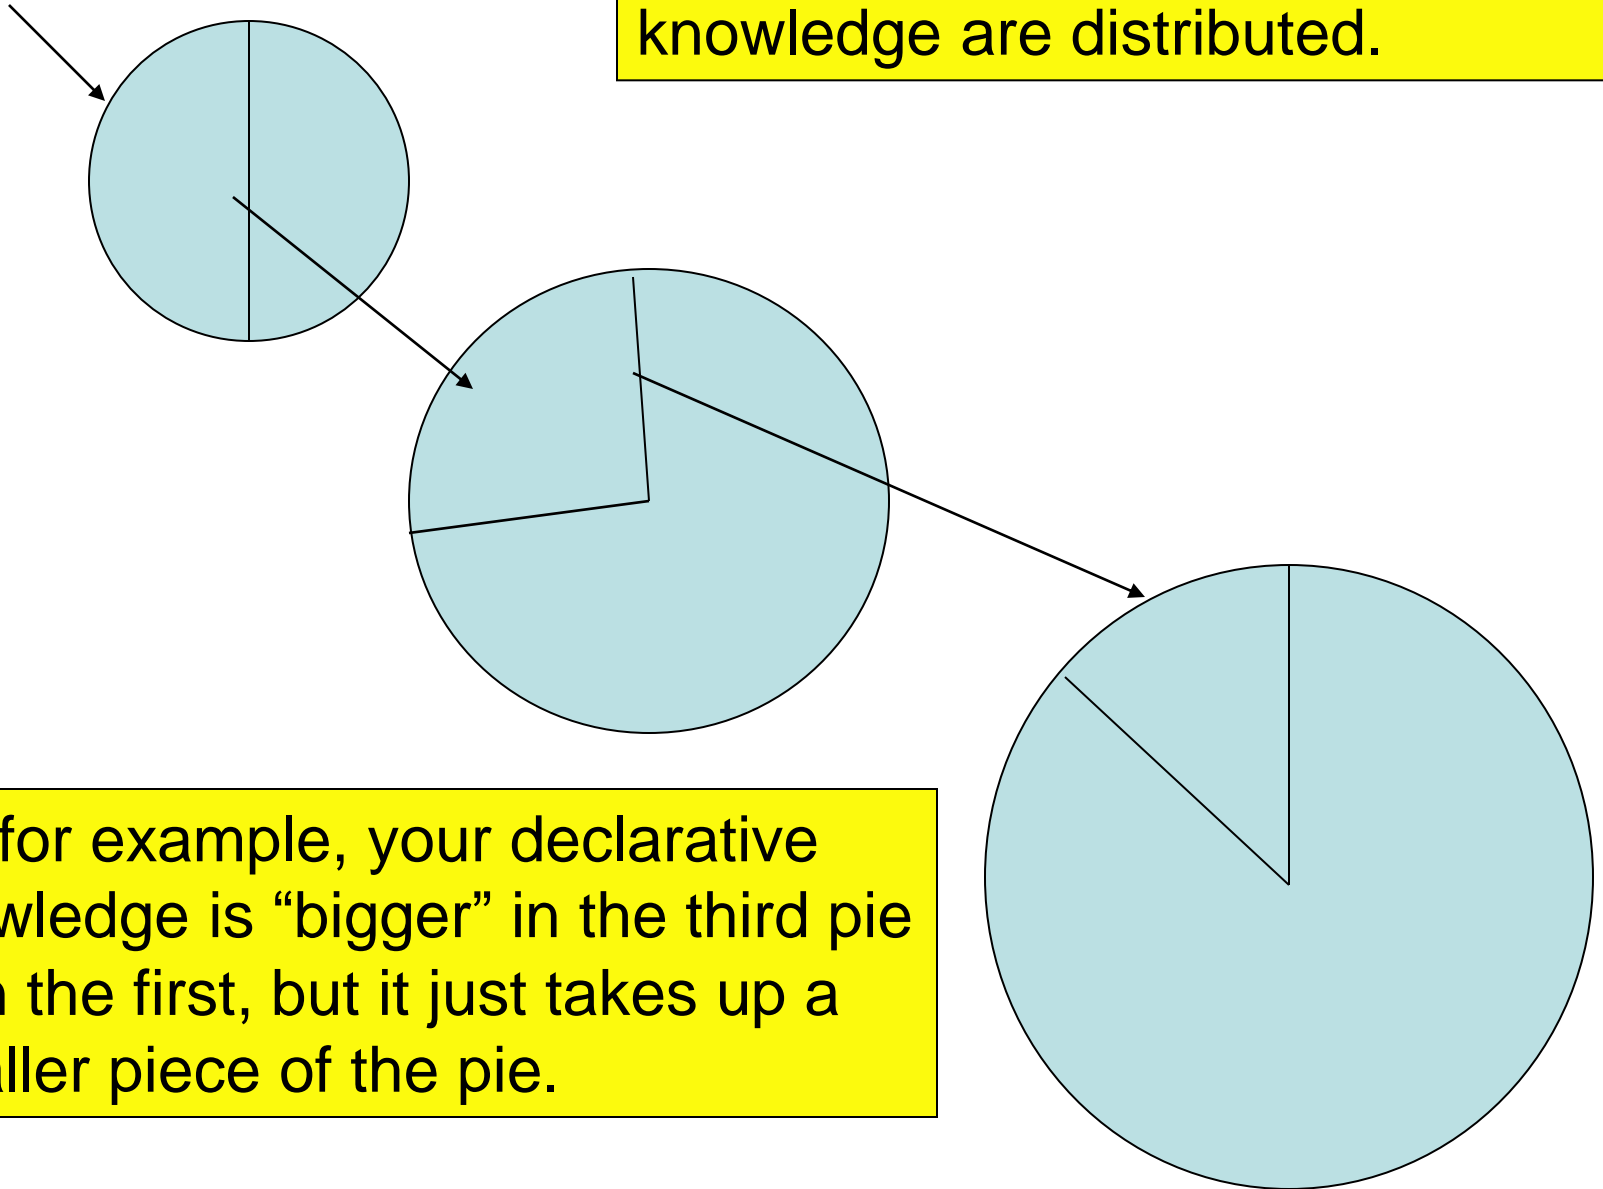 knowledge are distributed.
for example, your declarative
wledge is “bigger” in the third pie
the first, but it just takes up a
ller piece of the pie.